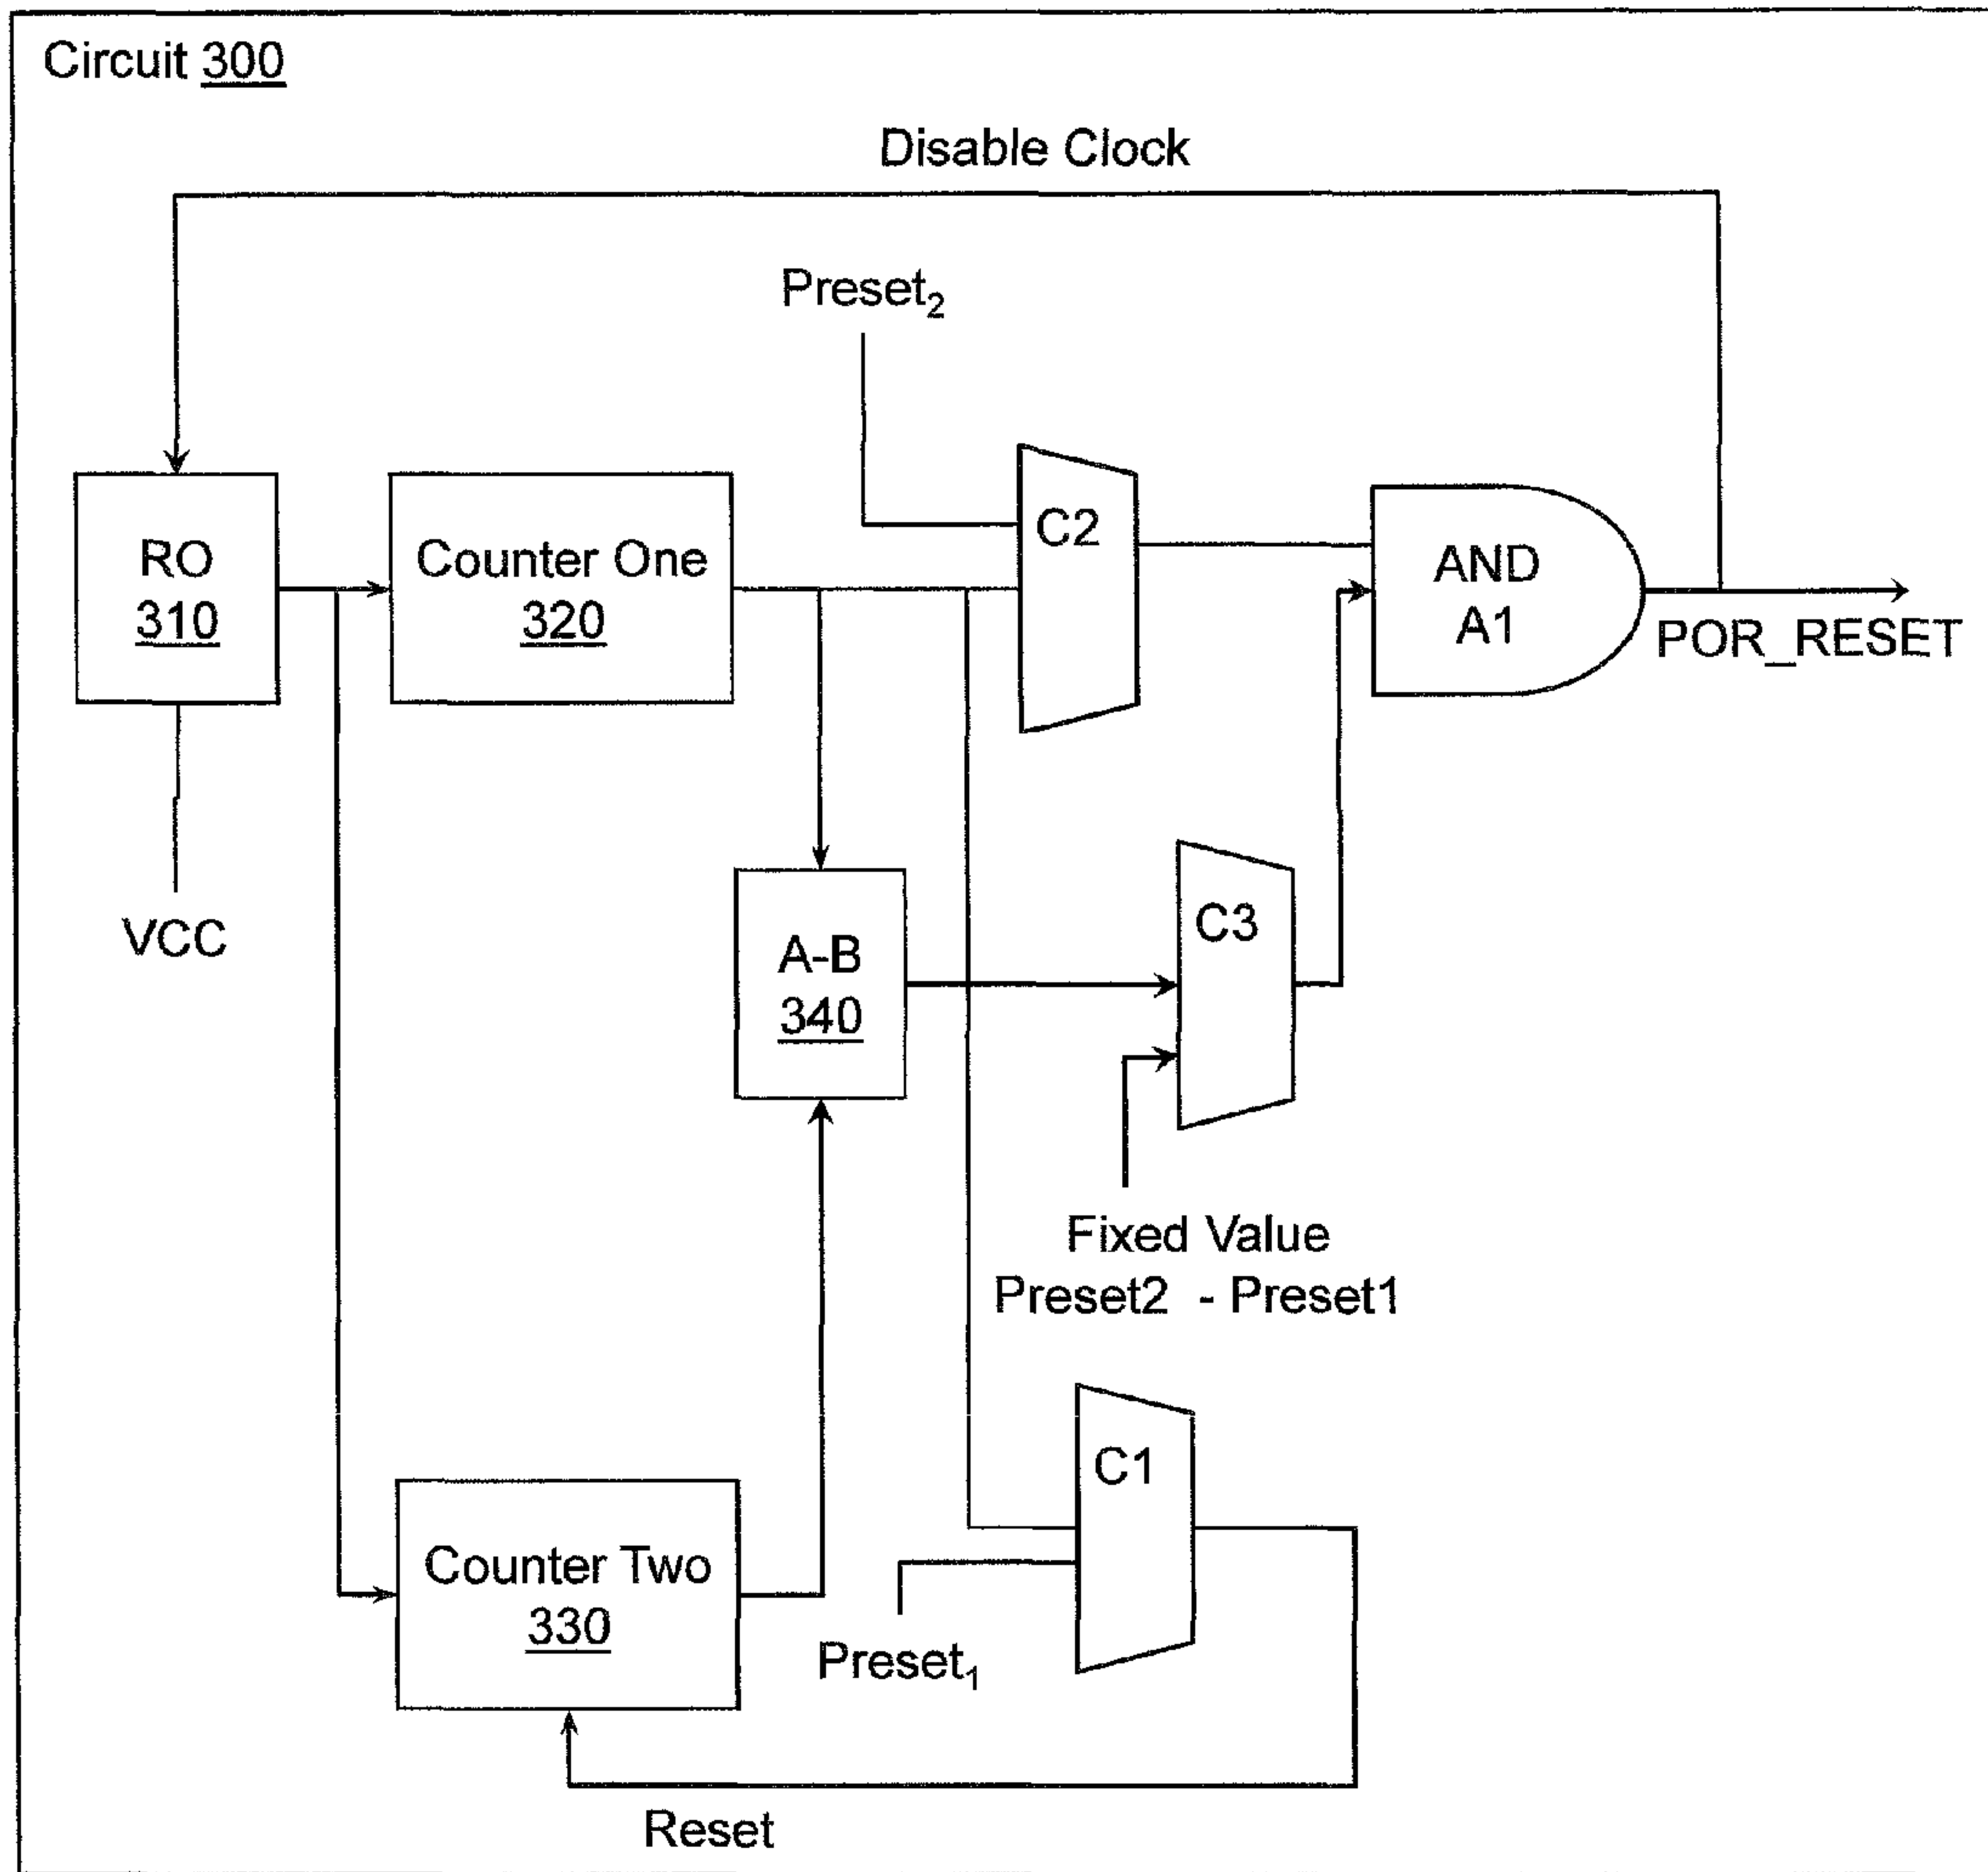 Circuit 300
Disable Clock
Preset₂
RO
310
Counter One
320
C2
AND
A1
POR_RESET
VCC
A-B
340
C3
Fixed Value
Preset2 - Preset1
C1
Counter Two
330
Preset₁
Reset